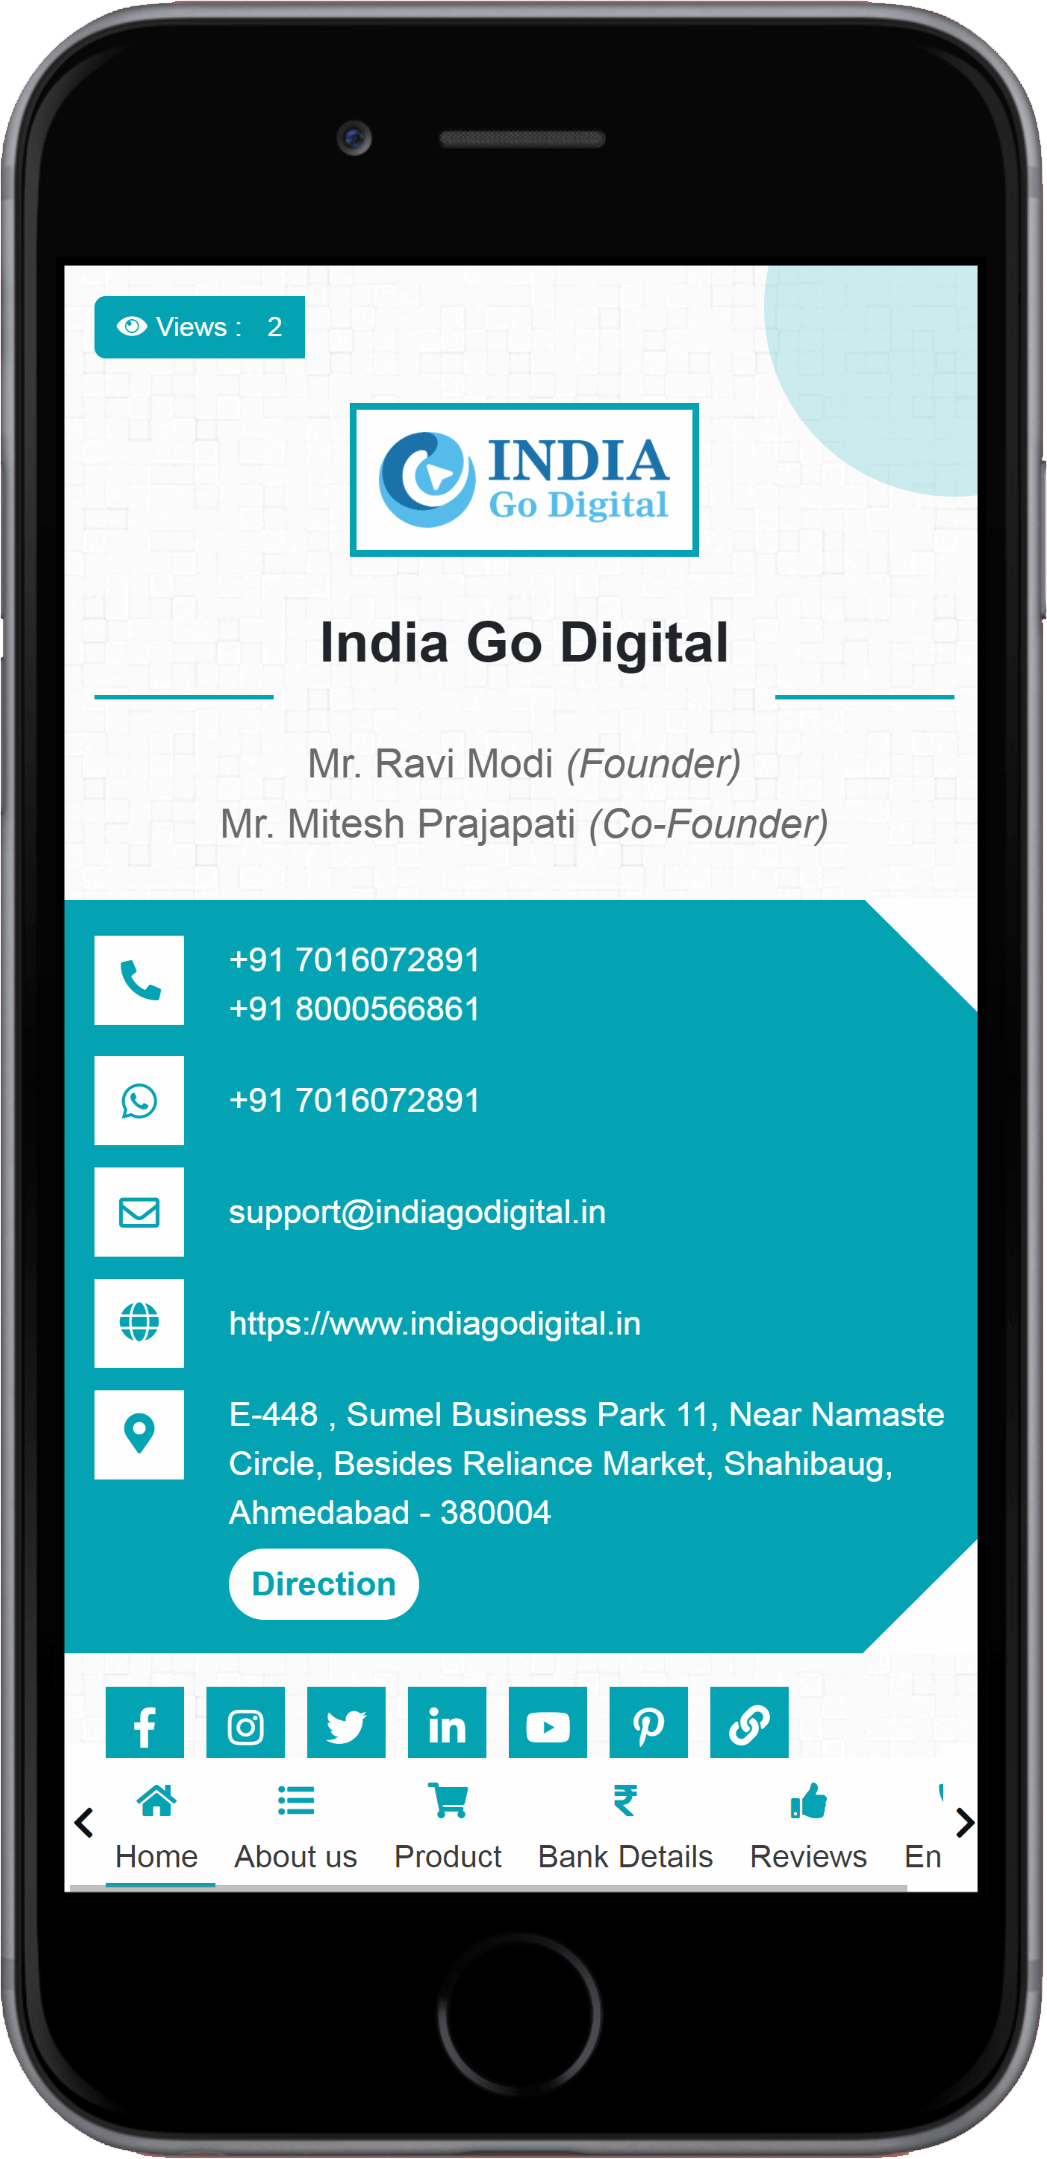 Views : 2
INDIA
Go Digital
India Go Digital
Mr. Ravi Modi (Founder)
Mr. Mitesh Prajapati (Co-Founder)
+91 7016072891
+91 8000566861
+91 7016072891
support@indiagodigital.in
https://www.indiagodigital.in
E-448 , Sumel Business Park 11, Near Namaste
Circle, Besides Reliance Market, Shahibaug,
Ahmedabad - 380004
Direction
Home About us Product Bank Details Reviews En